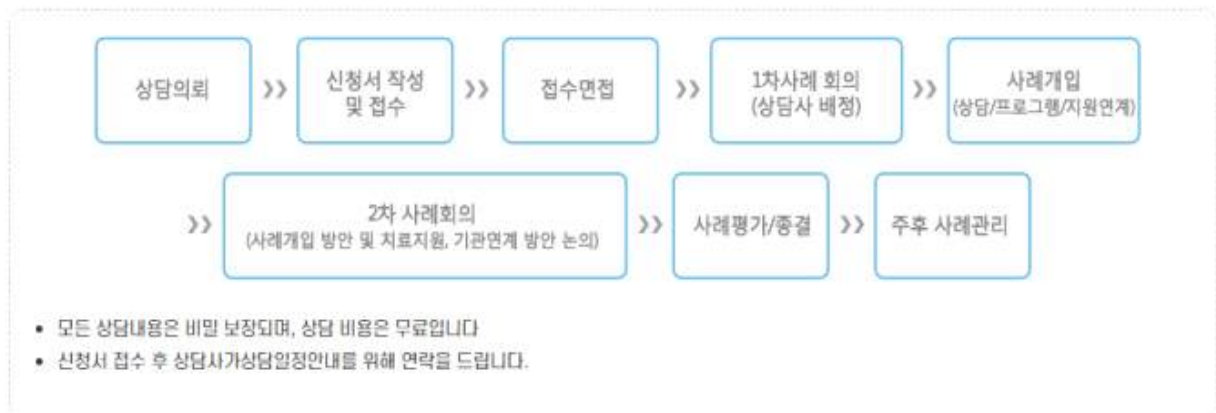 상담의뢰
신청서 작성
및 접수
접수면접
1차사례 회의
(상담사 배정)
사례개입
(상담/프로그램/지원연계)
2차 사례회의
(사례개입 방안 및 치료지원, 기관연계 방안 논의)
사례평가/종결
주후 사례관리
모든 상담내용은 비밀 보장되며, 상담 비용은 무료입니다
신청서 접수 후 상담사가상담일정안내를 위해 연락을 드립니다.